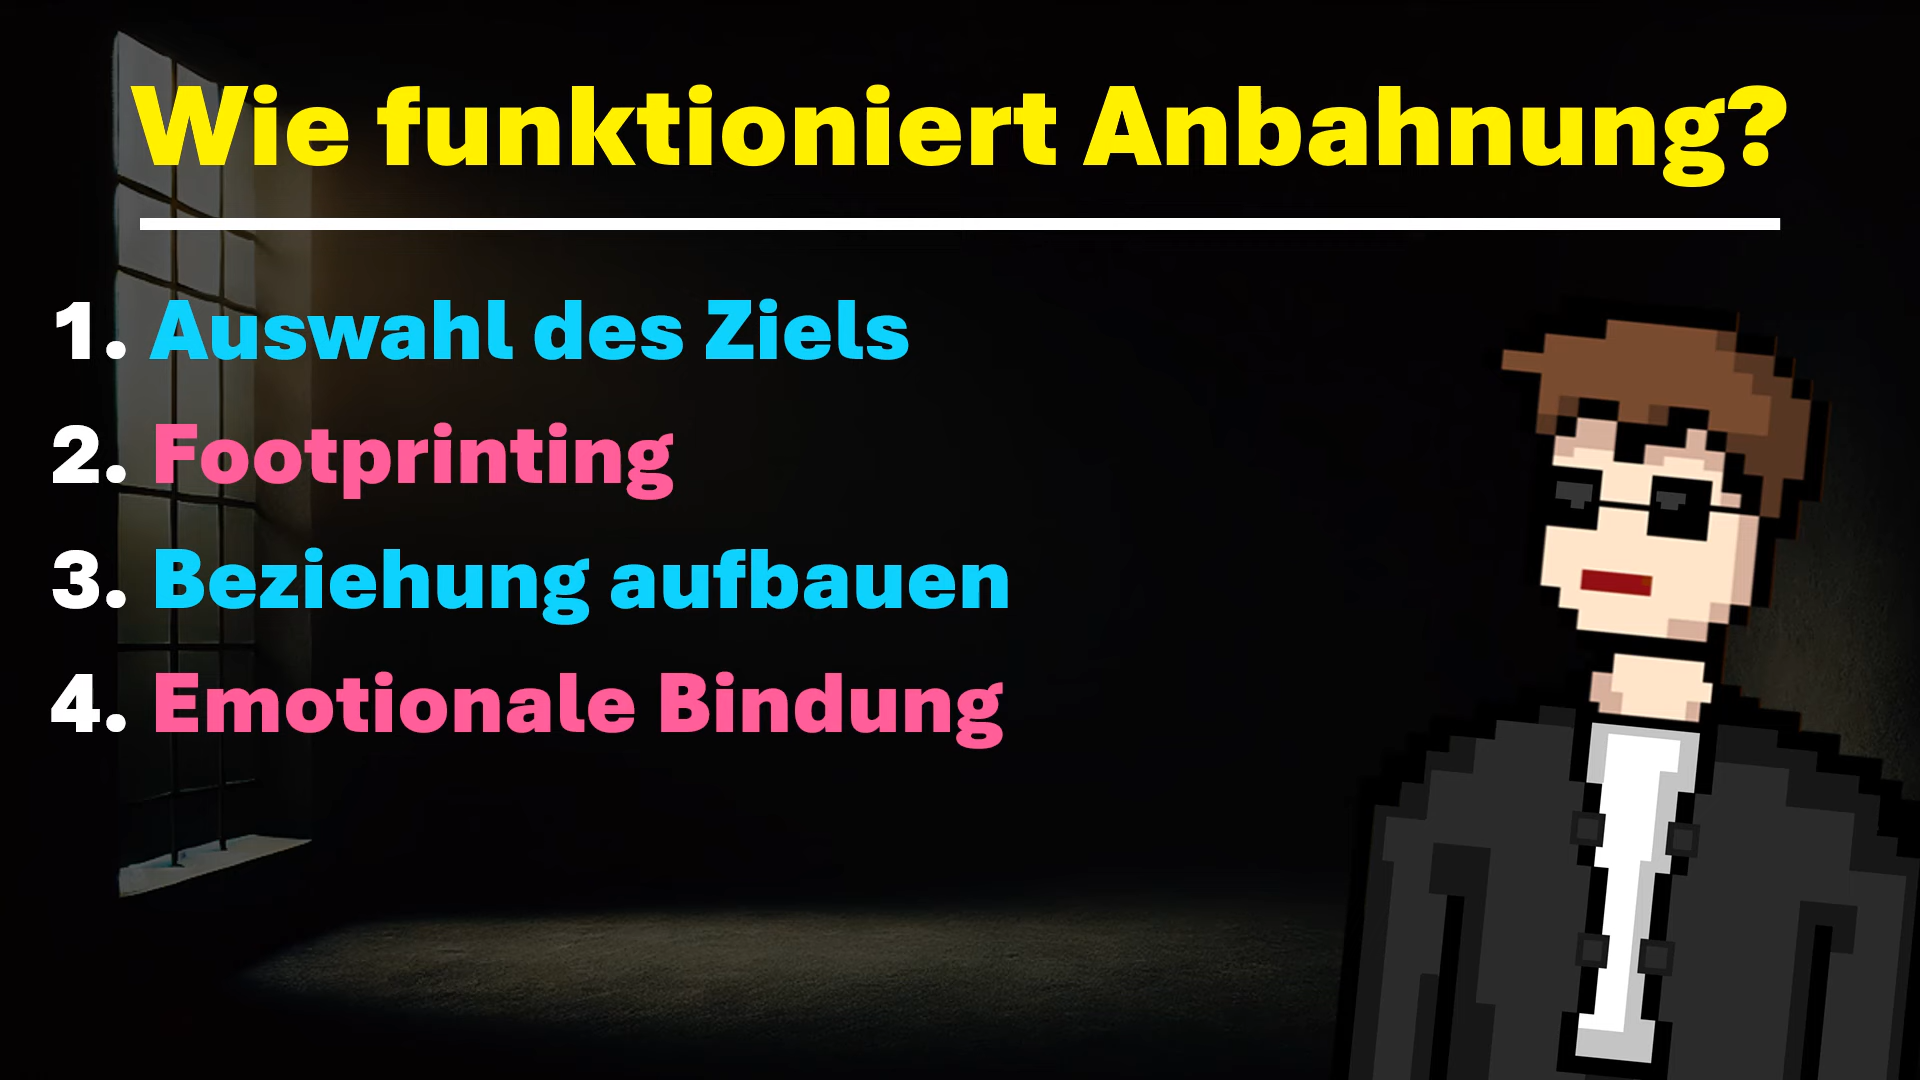 Wie funktioniert Anbahnung?
1. Auswahl des Ziels
2. Footprinting
3. Beziehung aufbauen
4. Emotionale Bindung